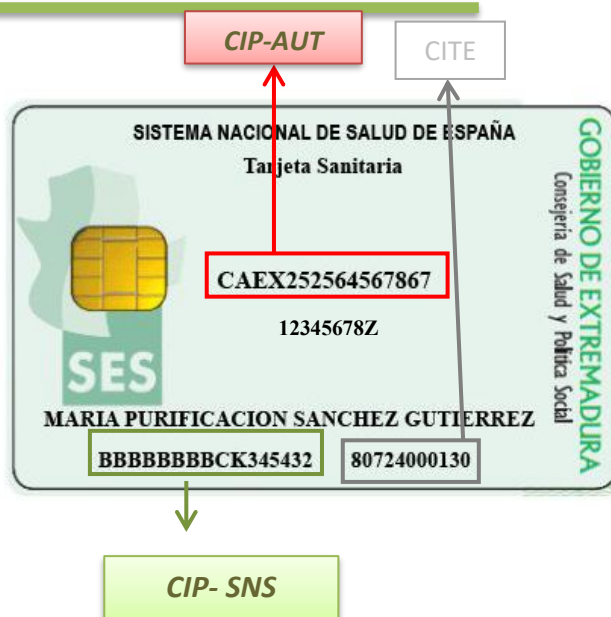 CIP-AUT
CITE
SISTEMA NACIONAL DE SALUD DE ESPAÑA
Tarjeta Sanitaria
CAEX252564567867
12345678Z
SES
MARIA PURIFICACION SANCHEZ GUTIERREZ
BBBBBBBBCK345432 80724000130
GOBIERNO DE EXTREMADURA
Consejería de Salud y Política Social
CIP- SNS